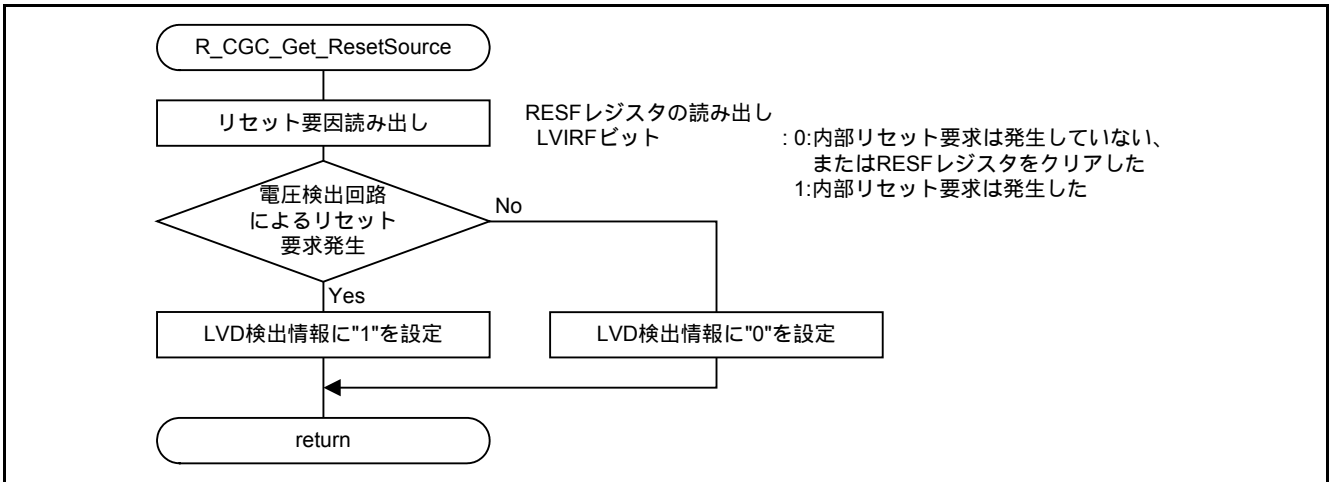 R_CGC_Get_ResetSource
リセット要因読み出し
RESFレジスタの読み出し
LVIRFビット : 0:内部リセット要求は発生していない、
またはRESFレジスタをクリアした
1:内部リセット要求は発生した
電圧検出回路
によるリセット
要求発生
No
Yes
LVD検出情報に"1"を設定
LVD検出情報に"0"を設定
return